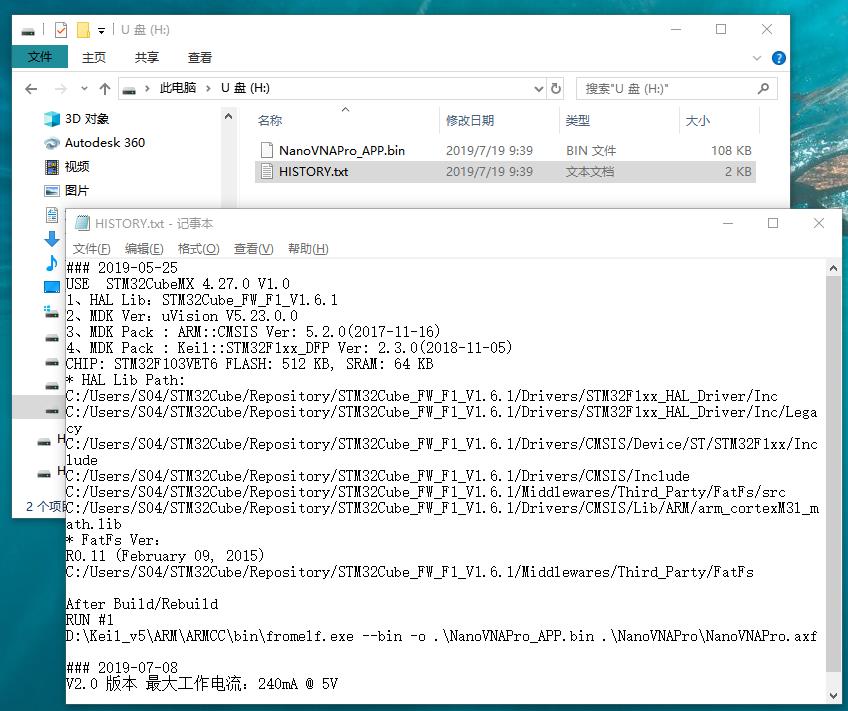 U 盘 (H:)
文件 主页 共享 查看
此电脑 U 盘 (H:) 搜索"U 盘 (H:)"
3D 对象
Autodesk 360
视频
图片
名称 修改日期 类型 大小
NanoVNAPro_APP.bin 2019/7/19 9:39 BIN 文件 108 KB
HISTORY.txt 2019/7/19 9:39 文本文档 2 KB
H
H
2 个项
HISTORY.txt - 记事本
文件(F) 编辑(E) 格式(O) 查看(V) 帮助(H)
### 2019-05-25
USE  STM32CubeMX 4.27.0 V1.0
1、HAL Lib：STM32Cube_FW_F1_V1.6.1
2、MDK Ver：uVision V5.23.0.0
3、MDK Pack : ARM::CMSIS Ver: 5.2.0(2017-11-16)
4、MDK Pack : Keil::STM32F1xx_DFP Ver: 2.3.0(2018-11-05)
CHIP: STM32F103VET6 FLASH: 512 KB, SRAM: 64 KB
* HAL Lib Path:
C:/Users/S04/STM32Cube/Repository/STM32Cube_FW_F1_V1.6.1/Drivers/STM32F1xx_HAL_Driver/Inc
C:/Users/S04/STM32Cube/Repository/STM32Cube_FW_F1_V1.6.1/Drivers/STM32F1xx_HAL_Driver/Inc/Lega
cy
C:/Users/S04/STM32Cube/Repository/STM32Cube_FW_F1_V1.6.1/Drivers/CMSIS/Device/ST/STM32F1xx/Inc
lude
C:/Users/S04/STM32Cube/Repository/STM32Cube_FW_F1_V1.6.1/Drivers/CMSIS/Include
C:/Users/S04/STM32Cube/Repository/STM32Cube_FW_F1_V1.6.1/Middlewares/Third_Party/FatFs/src
C:/Users/S04/STM32Cube/Repository/STM32Cube_FW_F1_V1.6.1/Drivers/CMSIS/Lib/ARM/arm_cortexM3l_m
ath.lib
* FatFs Ver：
R0.11 (February 09, 2015)
C:/Users/S04/STM32Cube/Repository/STM32Cube_FW_F1_V1.6.1/Middlewares/Third_Party/FatFs
After Build/Rebuild
RUN #1
D:\Keil_v5\ARM\ARMCC\bin\fromelf.exe --bin -o .\NanoVNAPro_APP.bin .\NanoVNAPro\NanoVNAPro.axf
### 2019-07-08
V2.0 版本 最大工作电流：240mA @ 5V